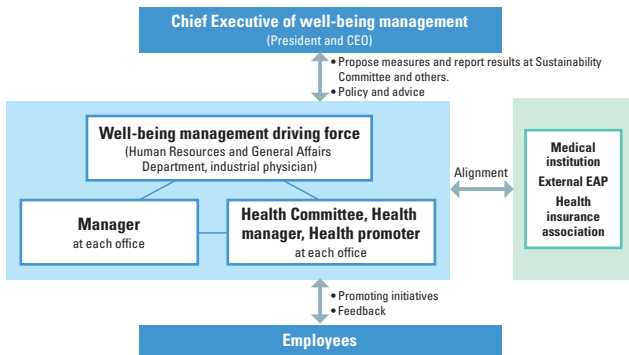 Chief Executive of well-being management
(President and CEO)
• Propose measures and report results at Sustainability
Committee and others.
• Policy and advice
Well-being management driving force
(Human Resources and General Affairs
Department, industrial physician)
Manager
at each office
Health Committee, Health
manager, Health promoter
at each office
Alignment
Medical
institution
External EAP
Health
insurance
association
• Promoting initiatives
• Feedback
Employees